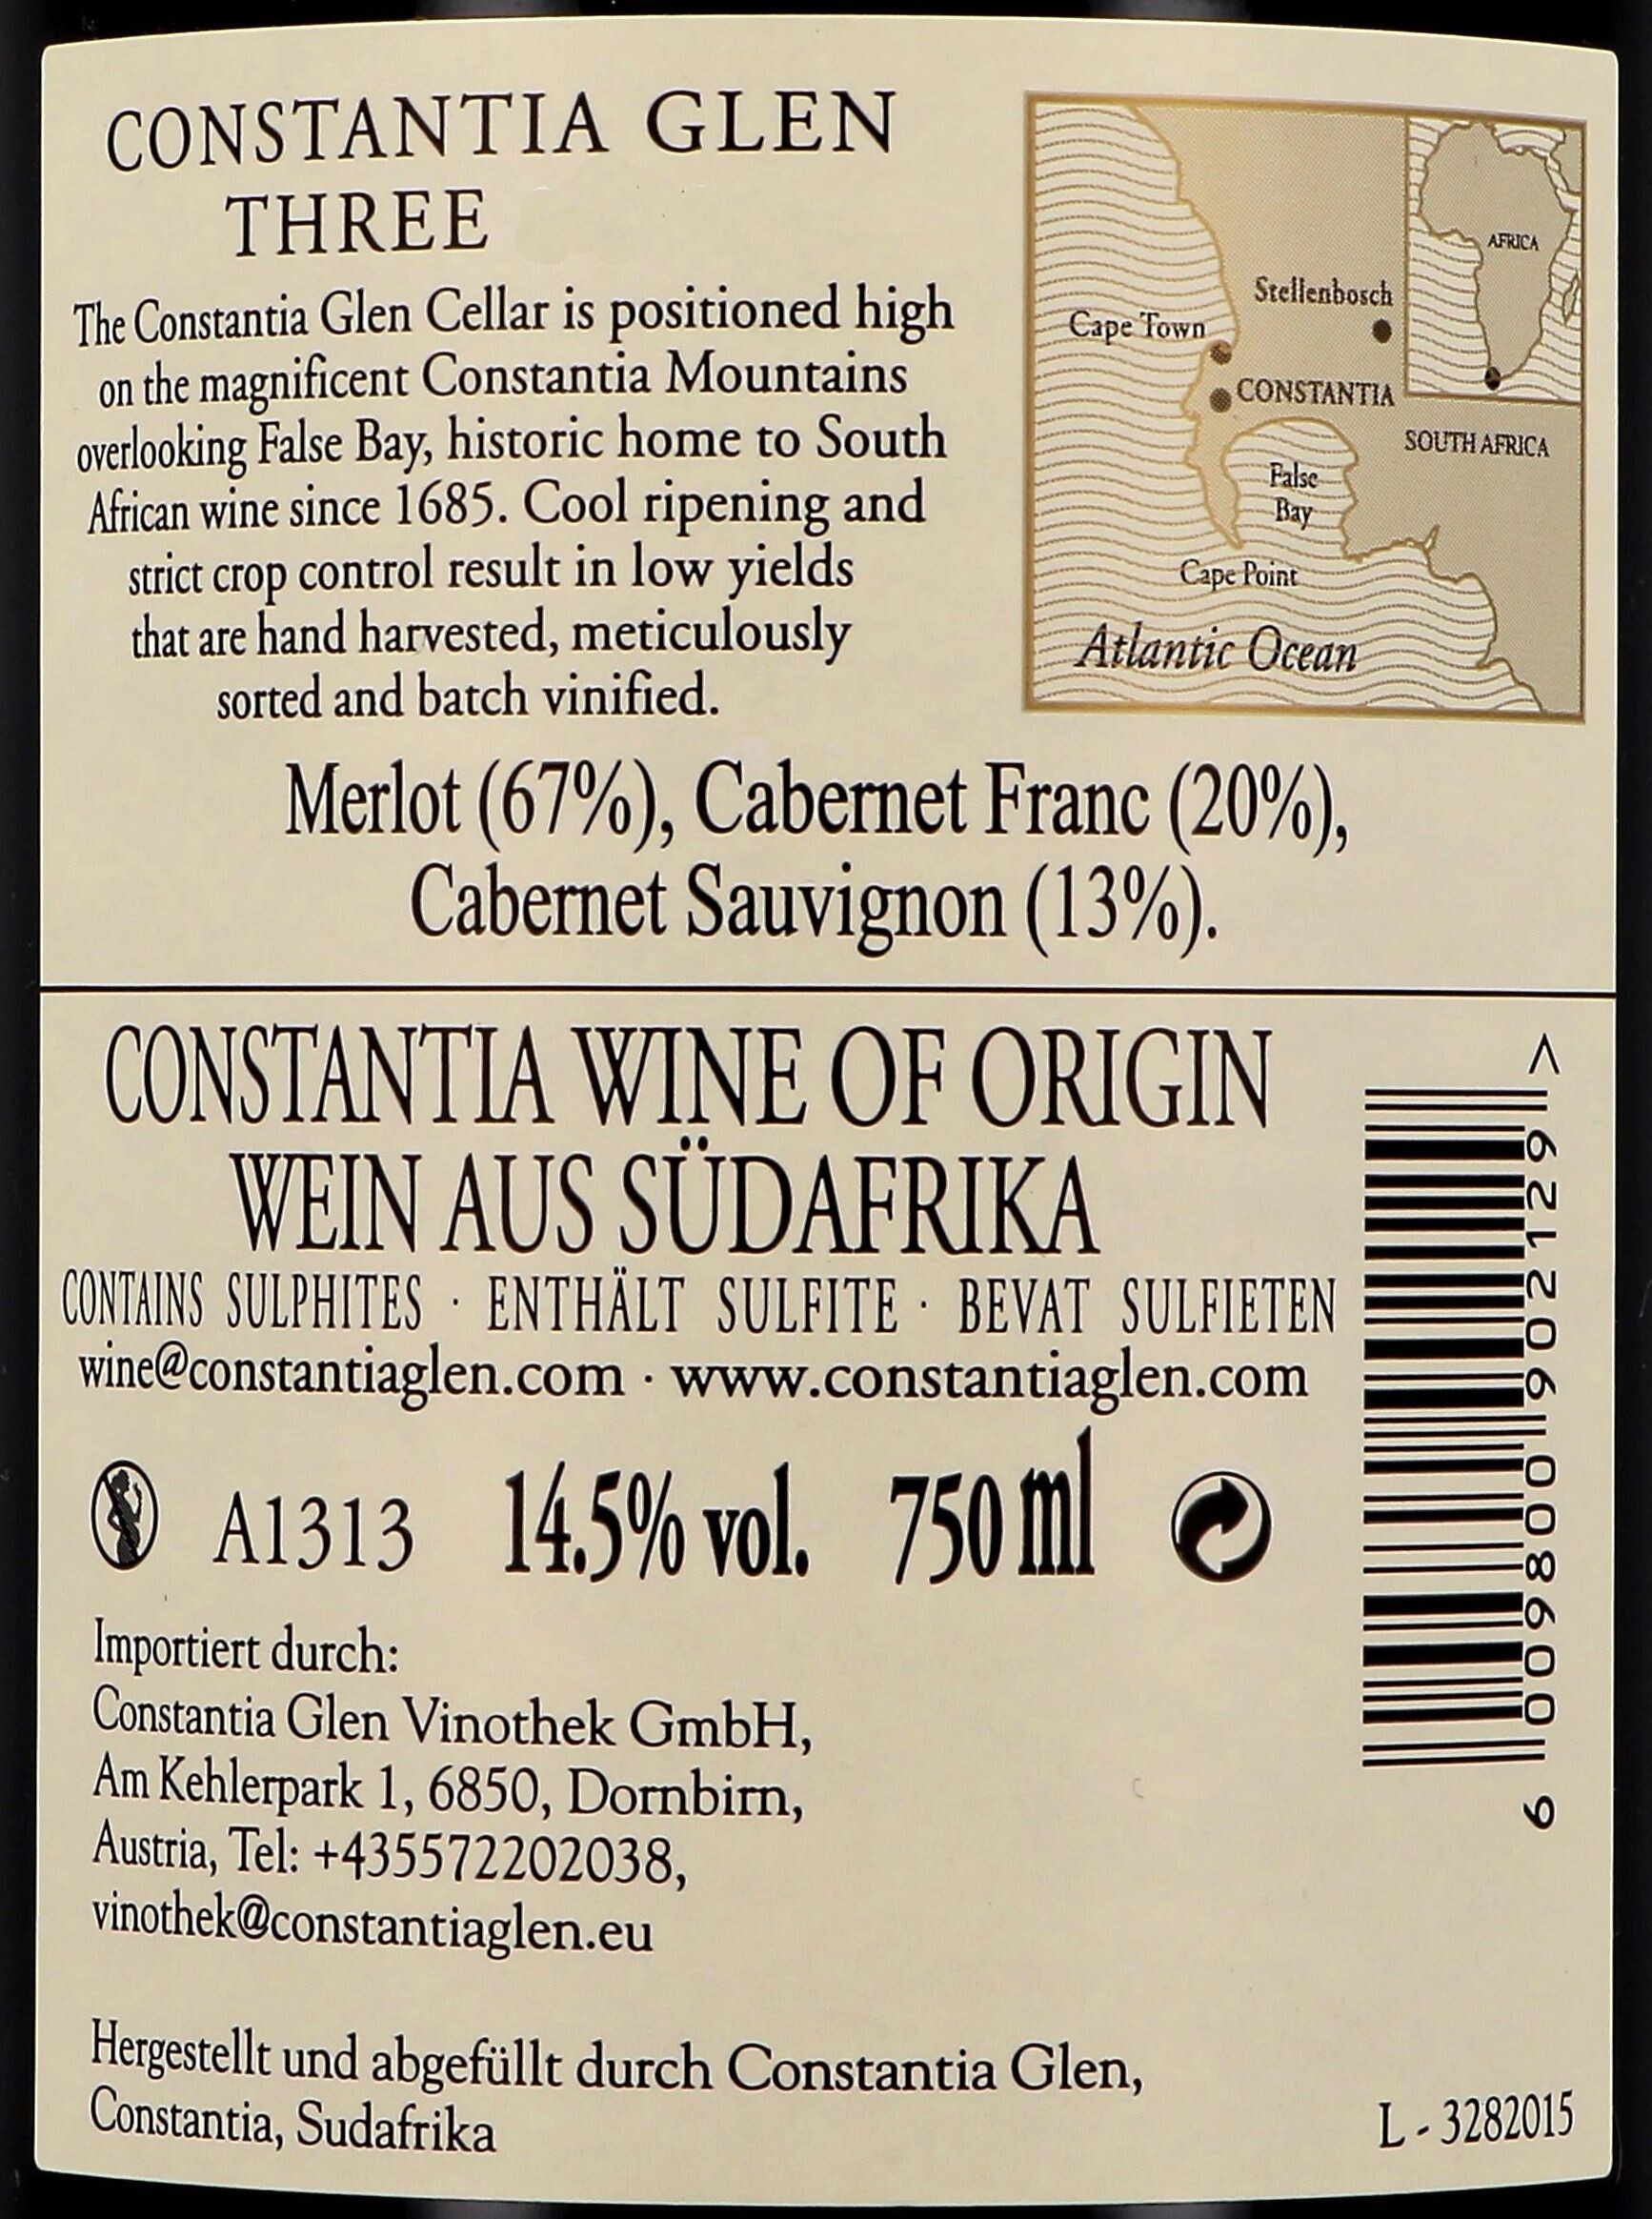 CONSTANTIA GLEN
THREE
The Constantia Glen Cellar is positioned high
on the magnificent Constantia Mountains
overlooking False Bay, historic home to South
African wine since 1685. Cool ripening and
strict crop control result in low yields
that are hand harvested, meticulously
sorted and batch vinified.
AFRICA
Stellenbosch
Cape Town
CONSTANTIA
SOUTH AFRICA
False
Bay
Cape Point
Atlantic Ocean
Merlot (67%), Cabernet Franc (20%),
Cabernet Sauvignon (13%).
CONSTANTIA WINE OF ORIGIN
WEIN AUS SÜDAFRIKA
CONTAINS SULPHITES · ENTHÄLT SULFITE · BEVAT SULFIETEN
wine@constantiaglen.com · www.constantiaglen.com
A1313 14.5% vol. 750 ml
6 009800 902129 >
Importiert durch:
Constantia Glen Vinothek GmbH,
Am Kehlerpark 1, 6850, Dornbirn,
Austria, Tel: +435572202038,
vinothek@constantiaglen.eu
Hergestellt und abgefüllt durch Constantia Glen,
Constantia, Sudafrika
L - 3282015